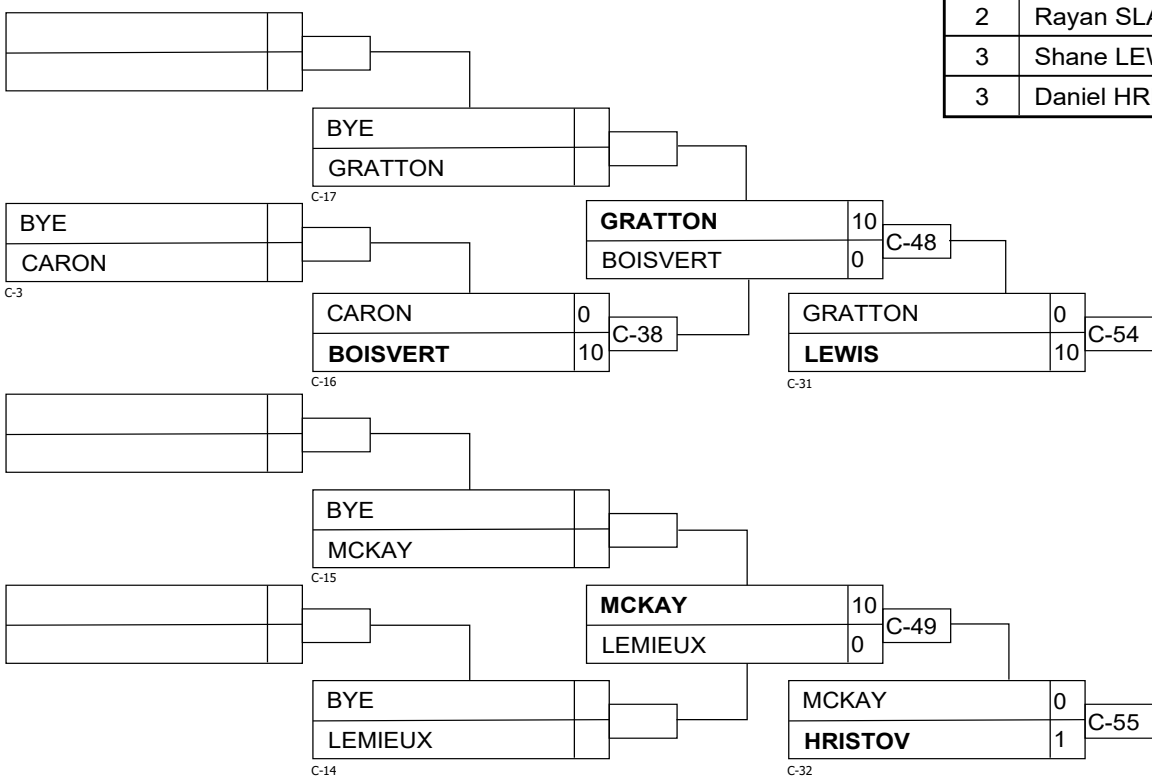 2 Rayan SLA
3 Shane LEW
3 Daniel HR
BYE
GRATTON
C-17
BYE
CARON
C-3
GRATTON 10
BOISVERT 0
C-48
CARON 0
BOISVERT 10
C-38
C-16
GRATTON 0
LEWIS 10
C-54
C-31
BYE
MCKAY
C-15
MCKAY 10
LEMIEUX 0
C-49
BYE
LEMIEUX
C-14
MCKAY 0
HRISTOV 1
C-55
C-32